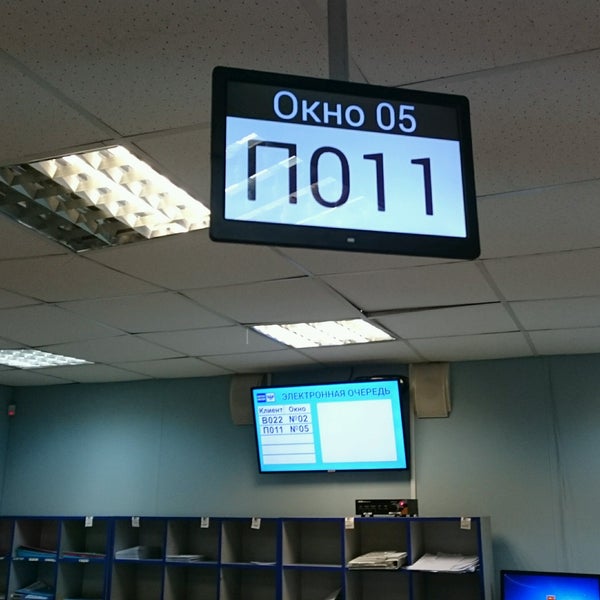 Окно 05
П011
ЭЛЕКТРОННАЯ ОЧЕРЕДЬ
Клиент Окно
В022 №02
П011 №05